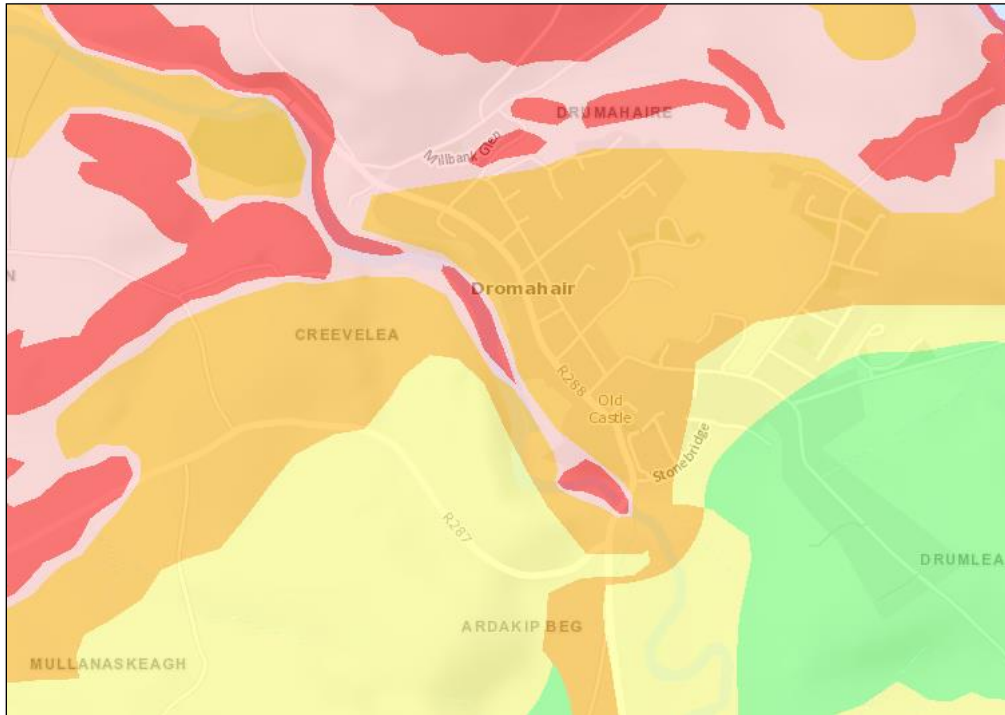 DRUMAHAIRE
Millbank Glen
N
Dromahair
CREEVELEA
R288
Old
Castle
Stonebridge
R287
DRUMLEA
ARDAKIP BEG
MULLANASKEAGH